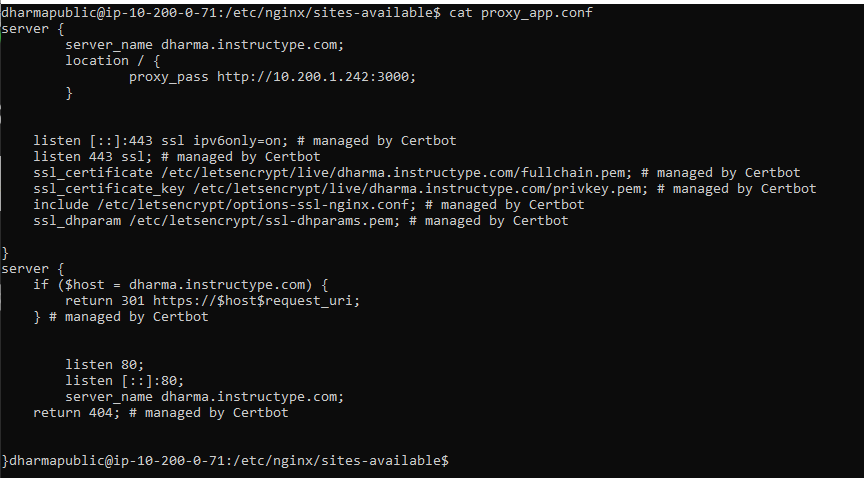 dharmapublic@ip-10-200-0-71:/etc/nginx/sites-available$ cat proxy_app.conf
server {
        server_name dharma.instructype.com;
        location / {
                proxy_pass http://10.200.1.242:3000;
        }
    listen [::]:443 ssl ipv6only=on; # managed by Certbot
    listen 443 ssl; # managed by Certbot
    ssl_certificate /etc/letsencrypt/live/dharma.instructype.com/fullchain.pem; # managed by Certbot
    ssl_certificate_key /etc/letsencrypt/live/dharma.instructype.com/privkey.pem; # managed by Certbot
    include /etc/letsencrypt/options-ssl-nginx.conf; # managed by Certbot
    ssl_dhparam /etc/letsencrypt/ssl-dhparams.pem; # managed by Certbot
}
server {
    if ($host = dharma.instructype.com) {
        return 301 https://$host$request_uri;
    } # managed by Certbot
        listen 80;
        listen [::]:80;
        server_name dharma.instructype.com;
    return 404; # managed by Certbot
}dharmapublic@ip-10-200-0-71:/etc/nginx/sites-available$